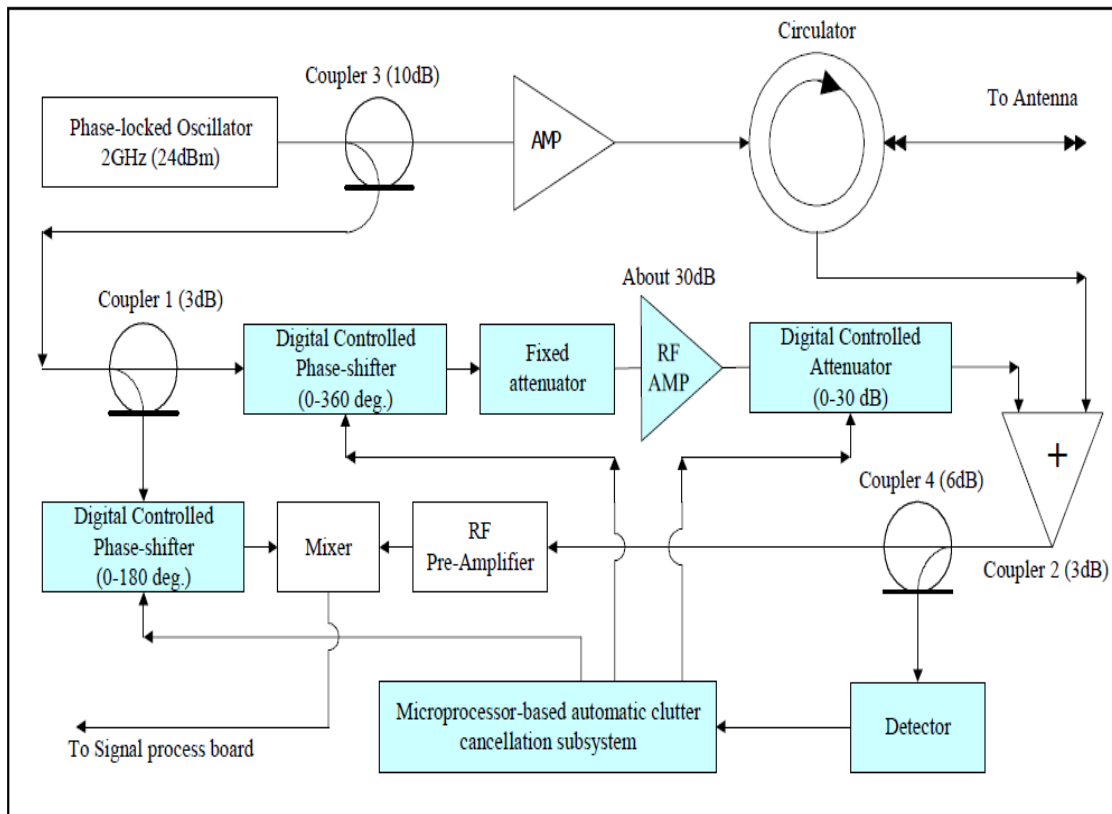 Circulator
Coupler 3 (10dB)
Phase-locked Oscillator
2GHz (24dBm)
AMP
To Antenna
About 30dB
Coupler 1 (3dB)
Digital Controlled
Phase-shifter
(0-360 deg.)
Fixed
attenuator
RF
AMP
Digital Controlled
Attenuator
(0-30 dB)
+
Coupler 4 (6dB)
Digital Controlled
Phase-shifter
(0-180 deg.)
Mixer
RF
Pre-Amplifier
Coupler 2 (3dB)
Microprocessor-based automatic clutter
cancellation subsystem
Detector
To Signal process board